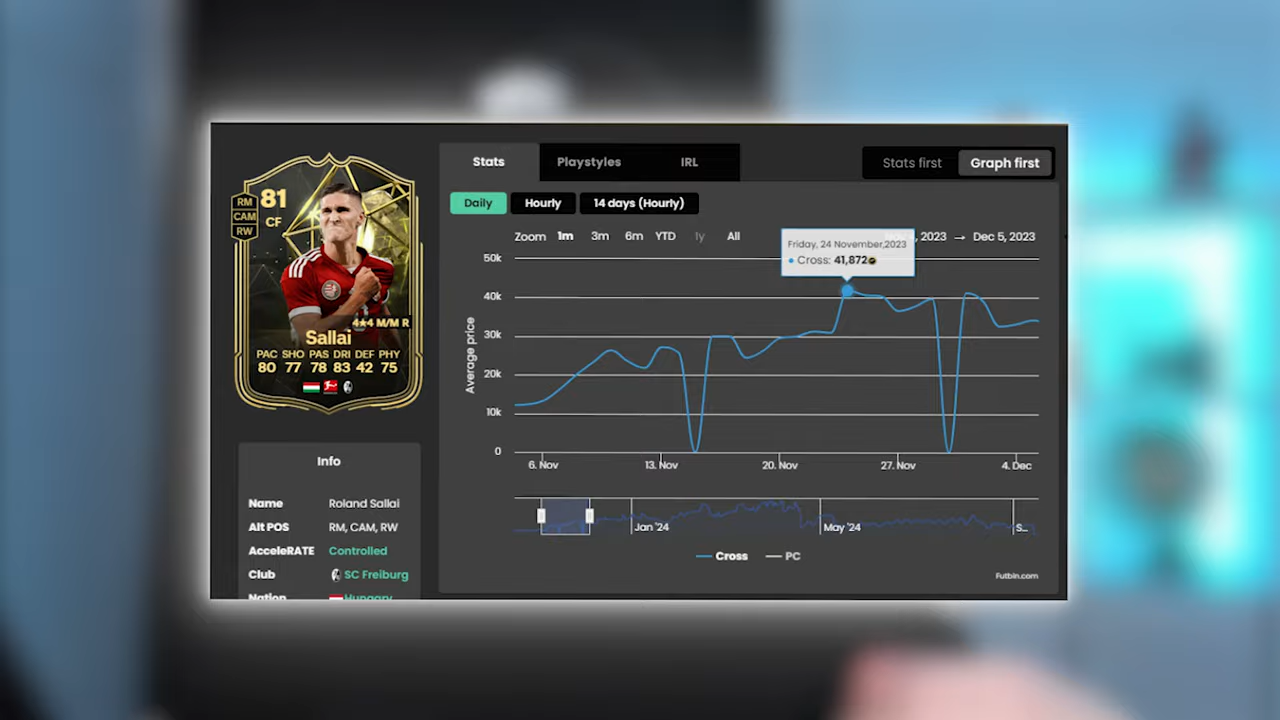 Stats
Playstyles
IRL
Stats first
Graph first
RM
CAM
RW
81
CF
4★4 M/M R
Sallai
PAC SHO PAS DRI DEF PHY
80 77 78 83 42 75
Daily
Hourly
14 days (Hourly)
Zoom 1m 3m 6m YTD 1y All
, 2023 → Dec 5, 2023
Friday, 24 November,2023
Cross: 41,872
Average price
50k
40k
30k
20k
10k
0
6. Nov 13. Nov 20. Nov 27. Nov 4. Dec
Jan '24 May '24 S...
Cross PC
Futbin.com
Info
Name Roland Sallai
Alt POS RM, CAM, RW
AcceleRATE Controlled
Club SC Freiburg
Nation Hungary